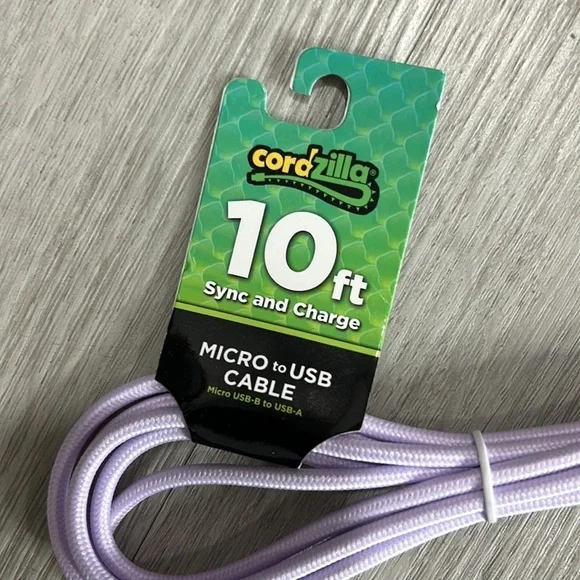 cordzilla®
10ft
Sync and Charge
MICRO to USB
CABLE
Micro USB-B to USB-A